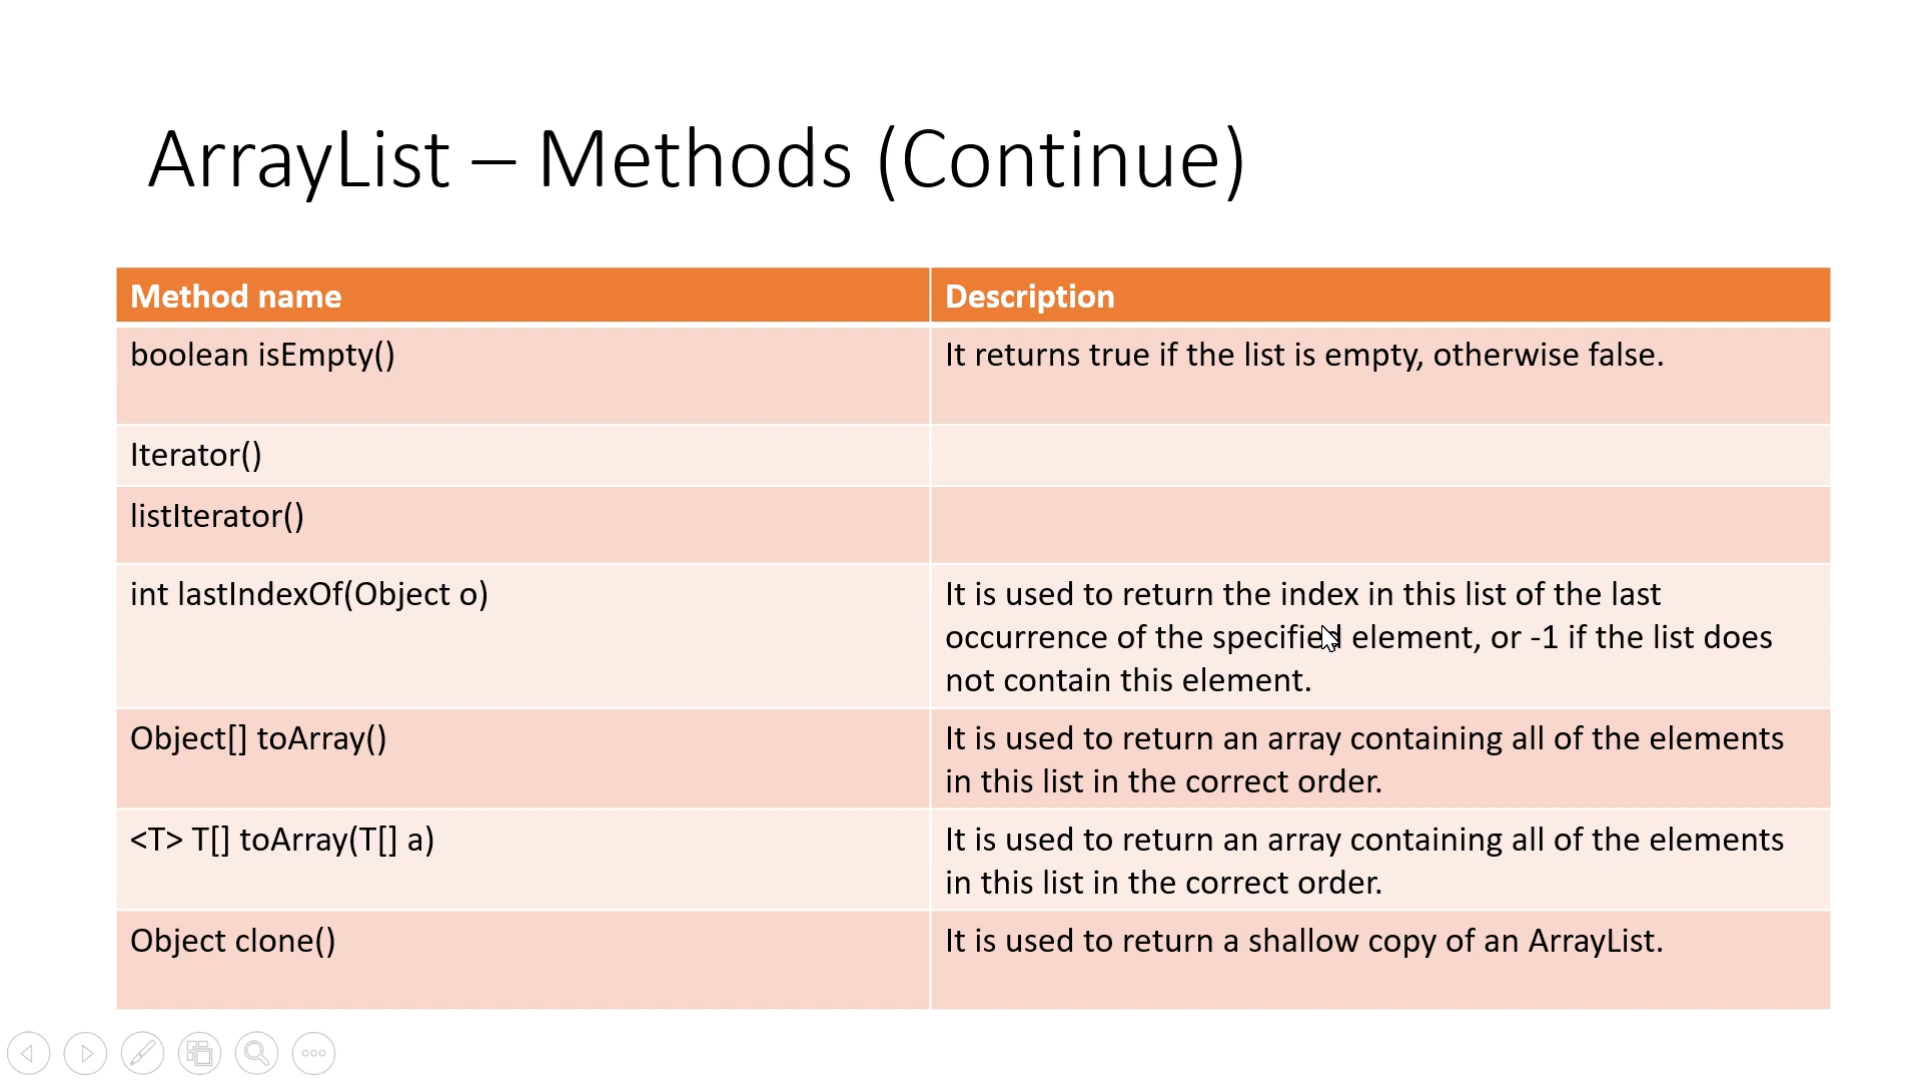 ArrayList – Methods (Continue)
Method name
Description
boolean isEmpty()
It returns true if the list is empty, otherwise false.
Iterator()
listIterator()
int lastIndexOf(Object o)
It is used to return the index in this list of the last
occurrence of the specified element, or -1 if the list does
not contain this element.
Object[] toArray()
It is used to return an array containing all of the elements
in this list in the correct order.
<T> T[] toArray(T[] a)
It is used to return an array containing all of the elements
in this list in the correct order.
Object clone()
It is used to return a shallow copy of an ArrayList.